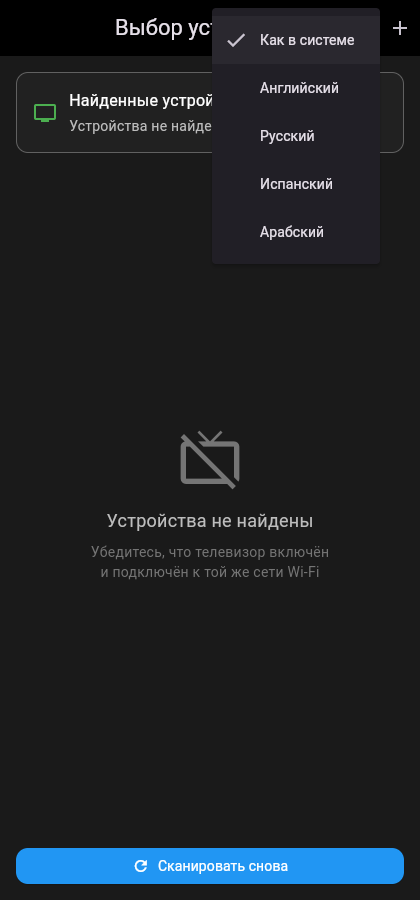 Выбор уст
Как в системе
Английский
Русский
Испанский
Арабский
Найденные устрой
Устройства не найде
Устройства не найдены
Убедитесь, что телевизор включён
и подключён к той же сети Wi-Fi
Сканировать снова